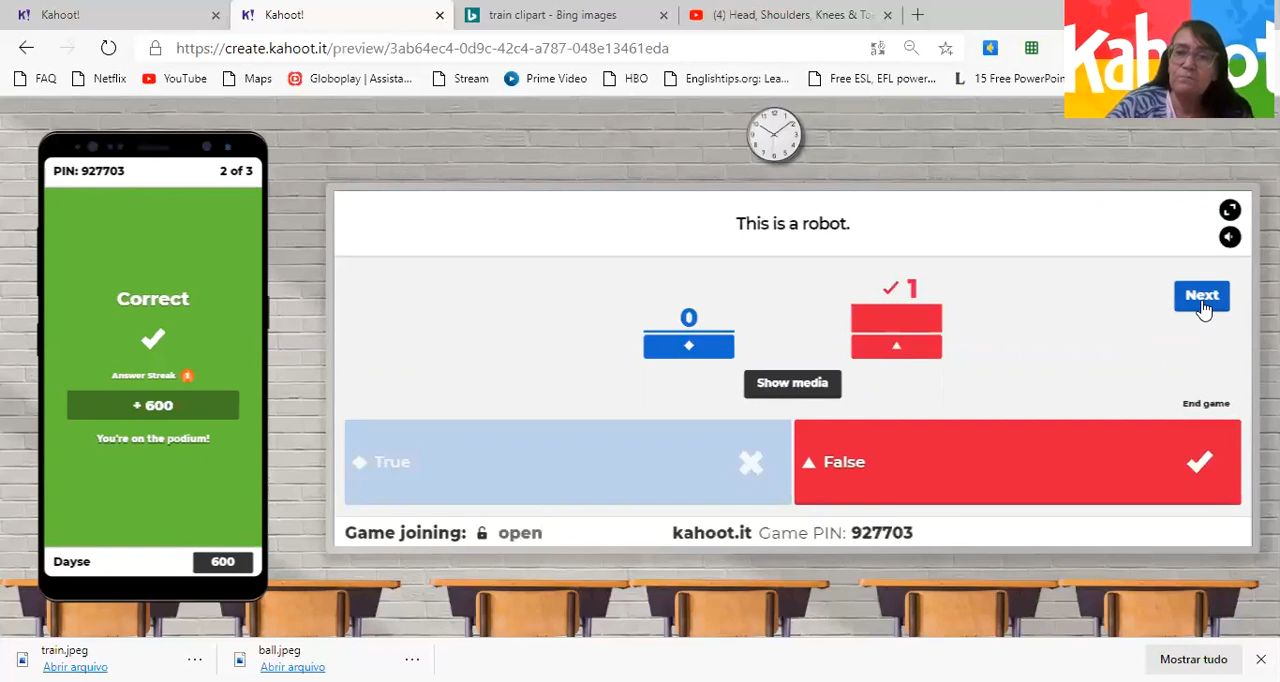 Kahoot!
Kahoot!
train clipart - Bing images
(4) Head, Shoulders, Knees & To
https://create.kahoot.it/preview/3ab64ec4-0d9c-42c4-a787-048e13461eda
FAQ
Netflix
YouTube
Maps
Globoplay | Assista...
Stream
Prime Video
HBO
Englishtips.org: Lea...
Free ESL, EFL power...
15 Free PowerPoin
Kahoot
PIN: 927703
2 of 3
Correct
Answer Streak
+ 600
You're on the podium!
Dayse
600
This is a robot.
0
1
Next
Show media
End game
True
False
Game joining: open
kahoot.it Game PIN: 927703
train.jpeg
Abrir arquivo
ball.jpeg
Abrir arquivo
Mostrar tudo